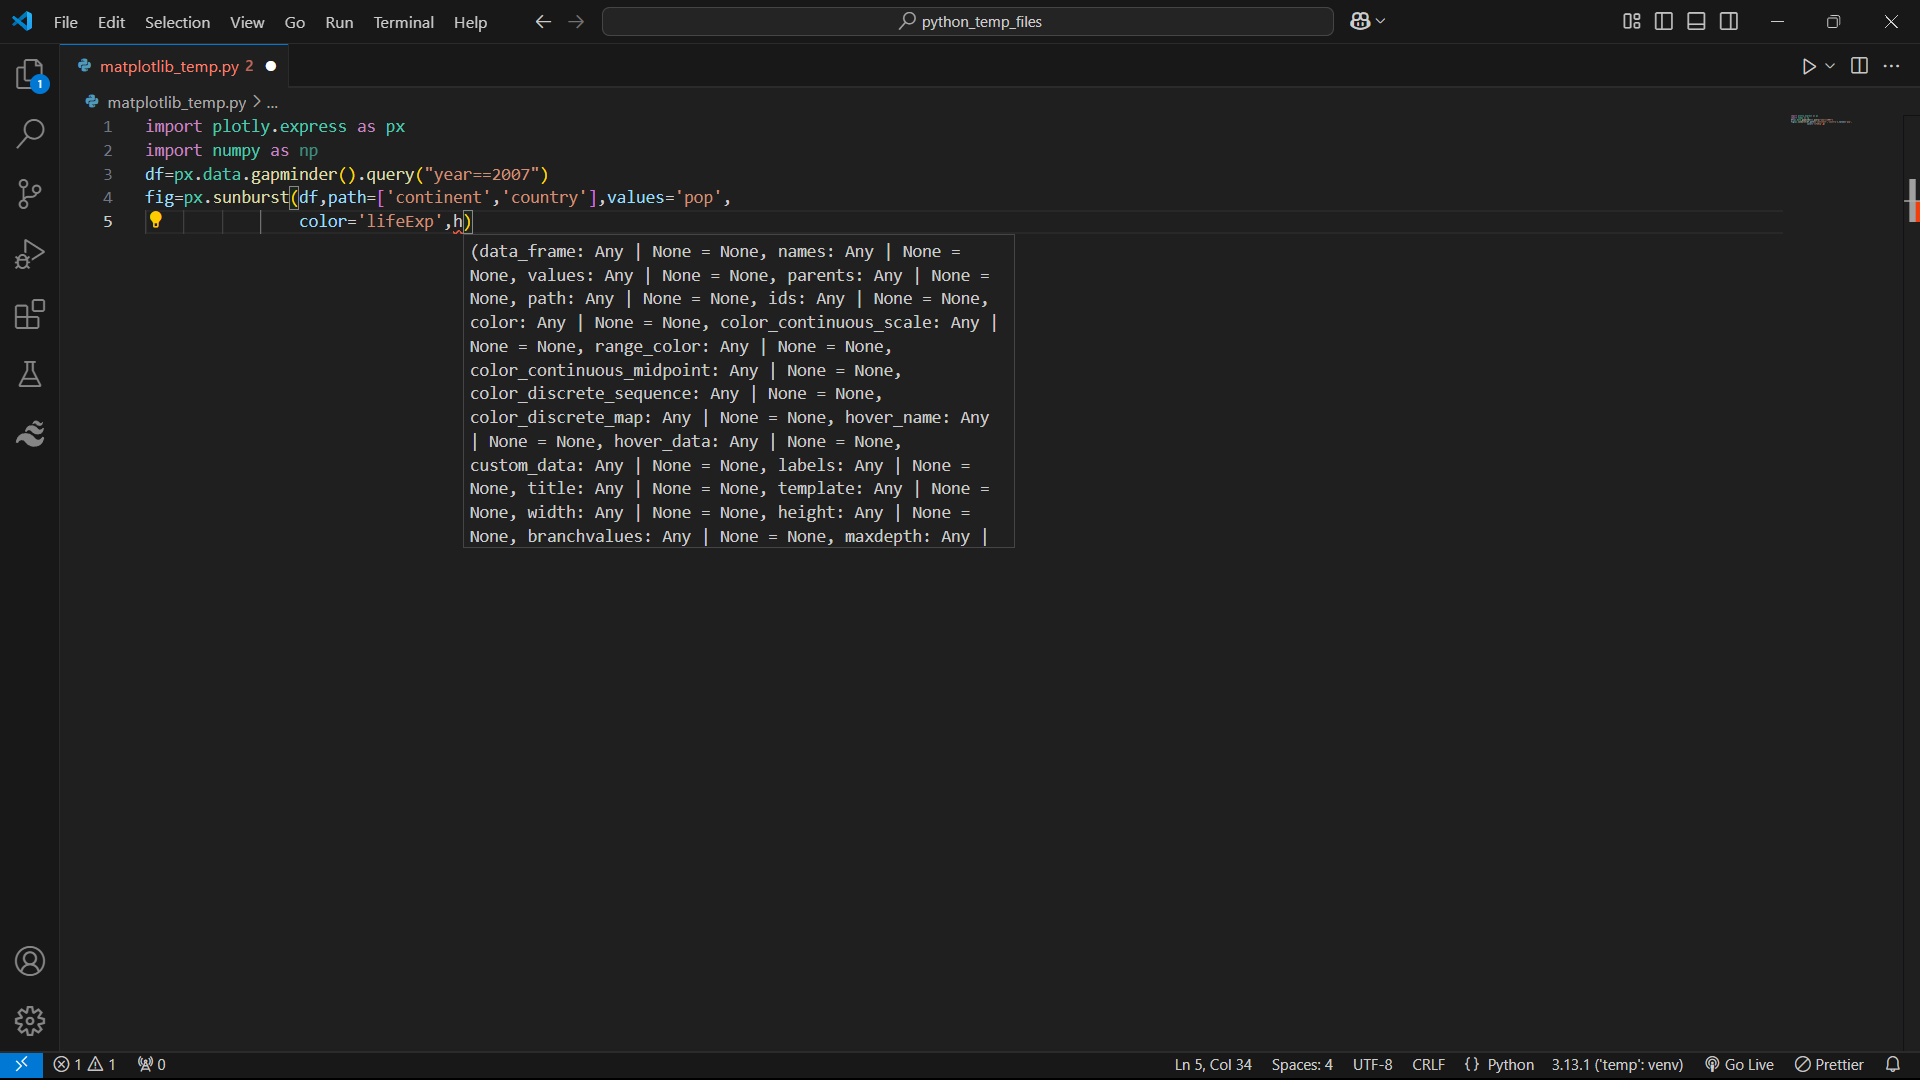 File Edit Selection View Go Run Terminal Help python_temp_files
matplotlib_temp.py 2
1
matplotlib_temp.py > ...
1 import plotly.express as px
2 import numpy as np
3 df=px.data.gapminder().query("year==2007")
4 fig=px.sunburst(df,path=['continent','country'],values='pop',
5 color='lifeExp',h)
(data_frame: Any | None = None, names: Any | None =
None, values: Any | None = None, parents: Any | None =
None, path: Any | None = None, ids: Any | None = None,
color: Any | None = None, color_continuous_scale: Any |
None = None, range_color: Any | None = None,
color_continuous_midpoint: Any | None = None,
color_discrete_sequence: Any | None = None,
color_discrete_map: Any | None = None, hover_name: Any
| None = None, hover_data: Any | None = None,
custom_data: Any | None = None, labels: Any | None =
None, title: Any | None = None, template: Any | None =
None, width: Any | None = None, height: Any | None =
None, branchvalues: Any | None = None, maxdepth: Any |
1 1 0 Ln 5, Col 34 Spaces: 4 UTF-8 CRLF {} Python 3.13.1 ('temp': venv) Go Live Prettier